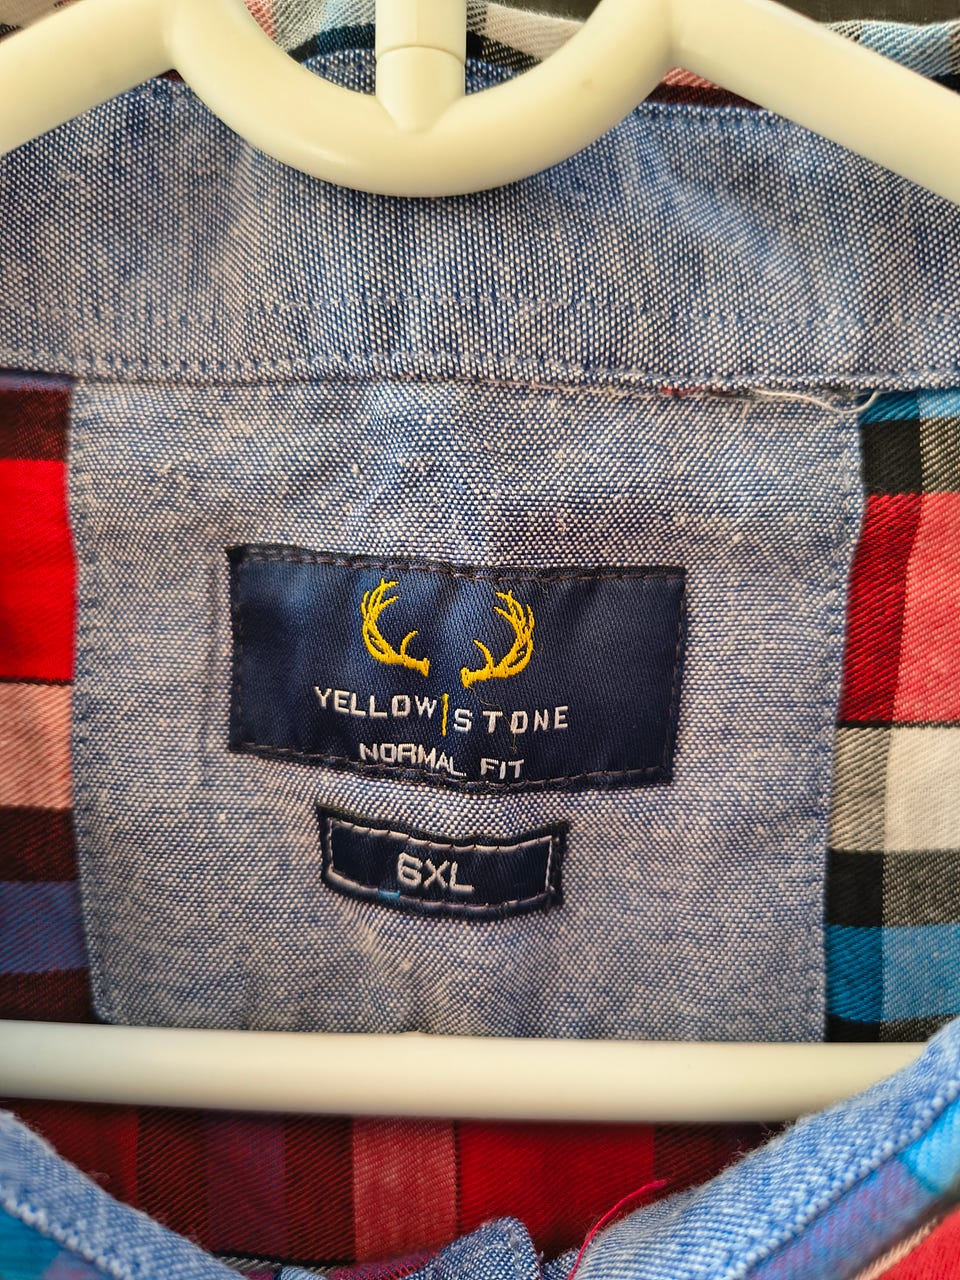 YELLOW|STONE
NORMAL FIT
6XL